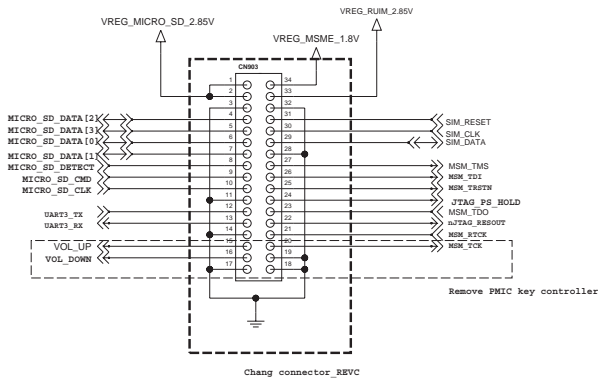 VREG_RUIM_2.85V
VREG_MICRO_SD_2.85V
VREG_MSME_1.8V
CN903
1 34
2 33
3 32
4 31
5 30
6 29
7 28
8 27
9 26
10 25
11 24
12 23
13 22
14 21
15 20
16 19
17 18
MICRO_SD_DATA[2]
MICRO_SD_DATA[3]
MICRO_SD_DATA[0]
MICRO_SD_DATA[1]
MICRO_SD_DETECT
MICRO_SD_CMD
MICRO_SD_CLK
UART3_TX
UART3_RX
VOL_UP
VOL_DOWN
SIM_RESET
SIM_CLK
SIM_DATA
MSM_TMS
MSM_TDI
MSM_TRSTN
JTAG_PS_HOLD
MSM_TDO
nJTAG_RESOUT
MSM_RTCK
MSM_TCK
Remove PMIC key controller
Chang connector_REVC